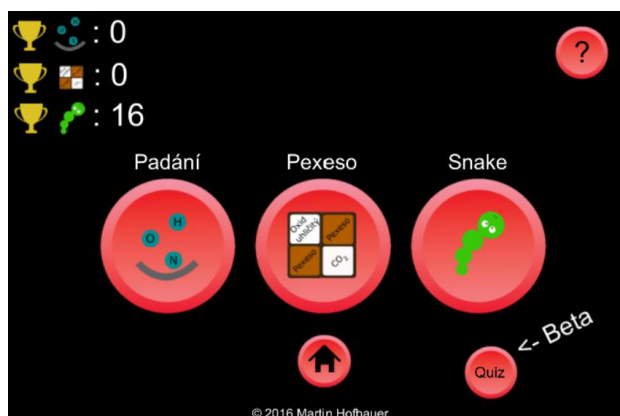 : 0
: 0
: 16
?
Padání
Pexeso
Snake
H
O
N
Oxid
uhličitý
Pexeso
Pexeso
CO₂
<- Beta
Quiz
© 2016 Martin Hofbauer